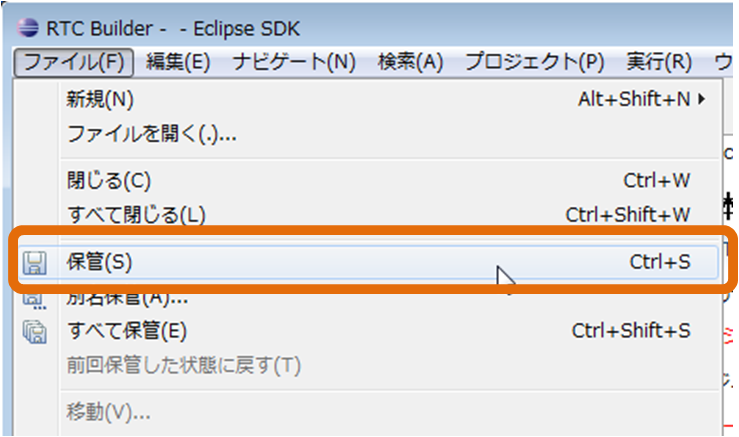 RTC Builder - - Eclipse SDK
ファイル(F) 編集(E) ナビゲート(N) 検索(A) プロジェクト(P) 実行(R) ウ
新規(N) Alt+Shift+N
ファイルを開く(.)...
閉じる(C) Ctrl+W
すべて閉じる(L) Ctrl+Shift+W
保管(S) Ctrl+S
別名保管(A)...
すべて保管(E) Ctrl+Shift+S
前回保管した状態に戻す(T)
移動(V)...